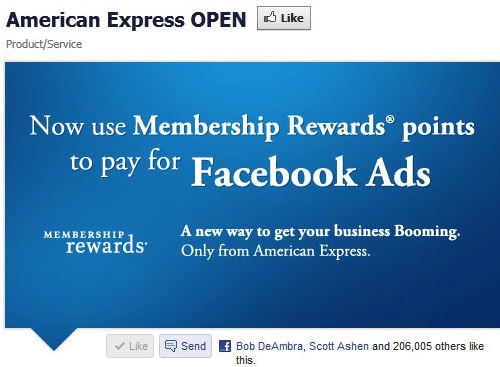 American Express OPEN Like
Product/Service
Now use Membership Rewards® points
to pay for Facebook Ads
MEMBERSHIP
rewards®
A new way to get your business Booming.
Only from American Express.
Like Send Bob DeAmbra, Scott Ashen and 206,005 others like
this.